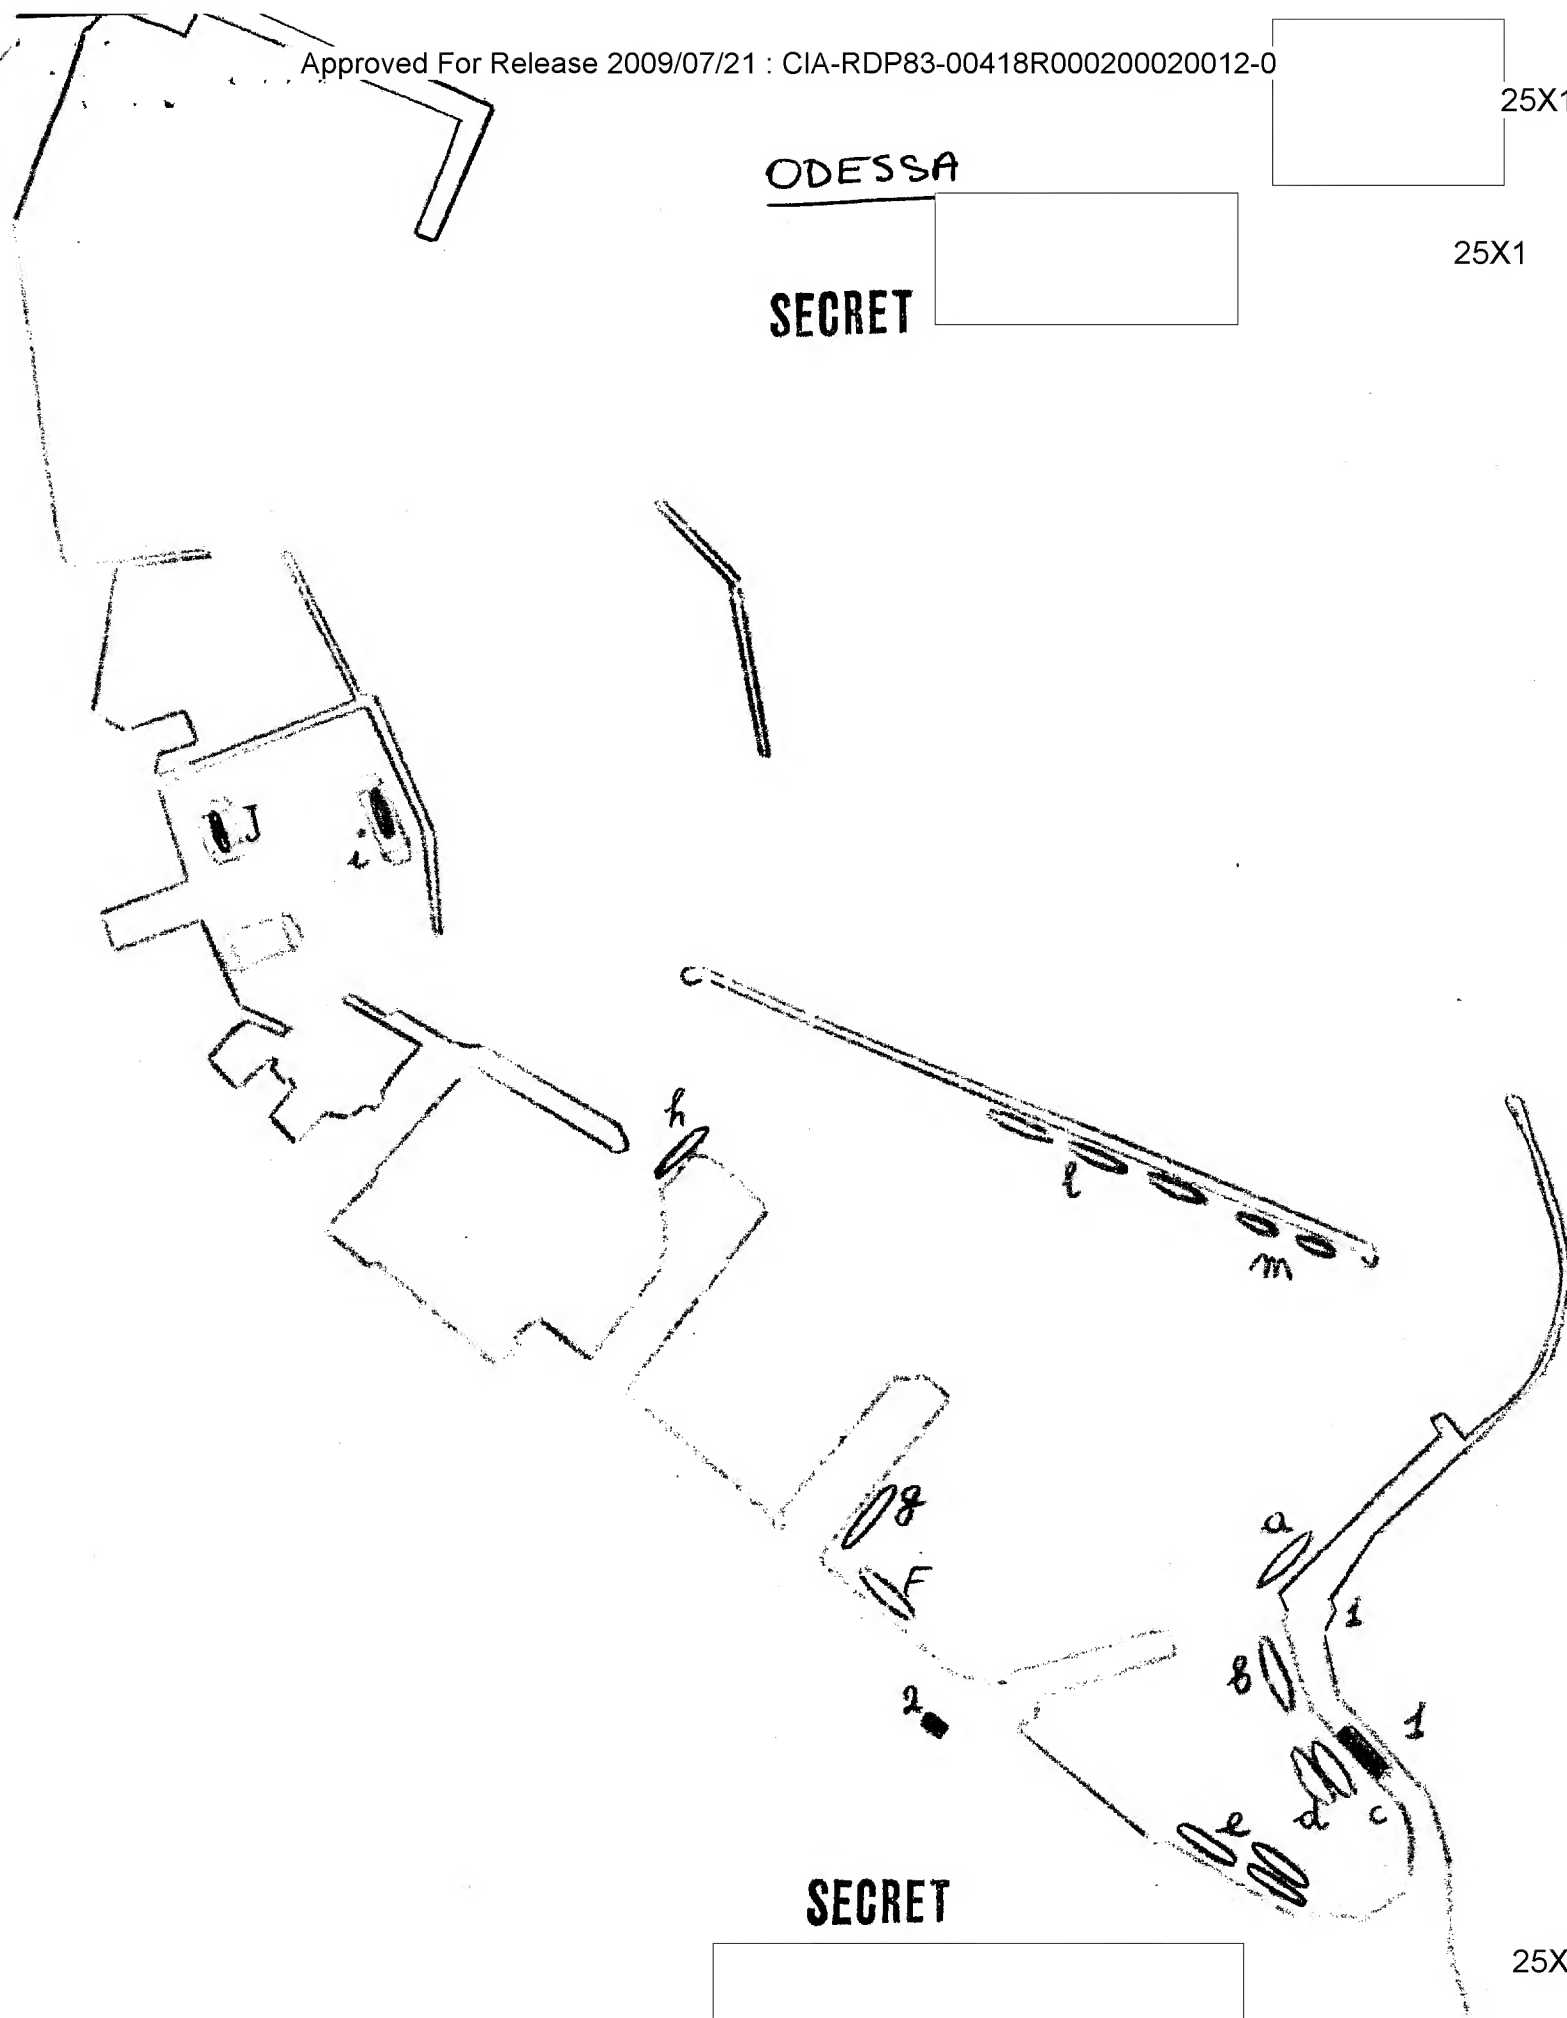 Approved For Release 2009/07/21 : CIA-RDP83-00418R000200020012-0
25X1
ODESSA
25X1
SECRET
J
i
h
l
m
g
a
F
1
b
2
1
d
c
e
SECRET
25X